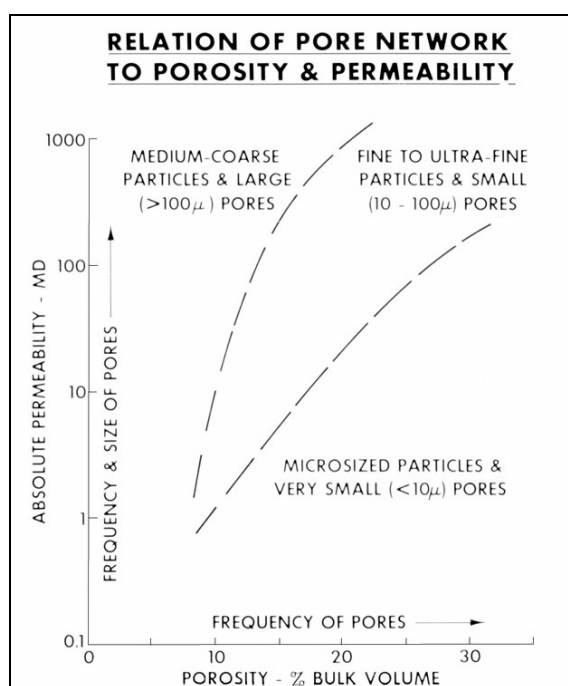 RELATION OF PORE NETWORK
TO POROSITY & PERMEABILITY
MEDIUM-COARSE
PARTICLES & LARGE
(>100μ) PORES
FINE TO ULTRA-FINE
PARTICLES & SMALL
(10 - 100μ) PORES
MICROSIZED PARTICLES &
VERY SMALL (<10μ) PORES
ABSOLUTE PERMEABILITY - MD
FREQUENCY & SIZE OF PORES
1000
100
10
1
0.1
FREQUENCY OF PORES
0
10
20
30
POROSITY - % BULK VOLUME